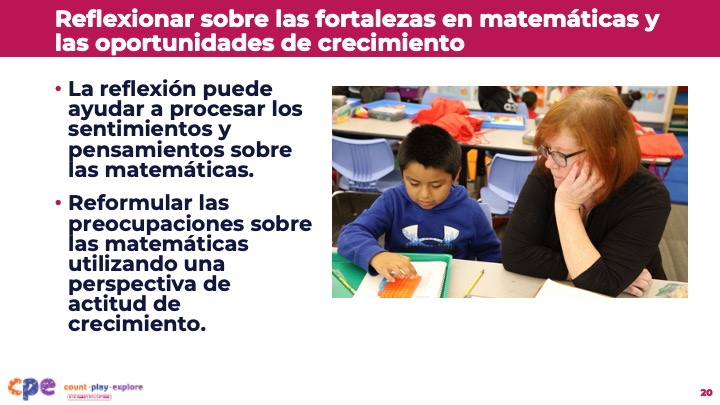 Reflexionar sobre las fortalezas en matemáticas y
las oportunidades de crecimiento
• La reflexión puede
ayudar a procesar los
sentimientos y
pensamientos sobre
las matemáticas.
• Reformular las
preocupaciones sobre
las matemáticas
utilizando una
perspectiva de
actitud de
crecimiento.
cpe count-play-explore
20